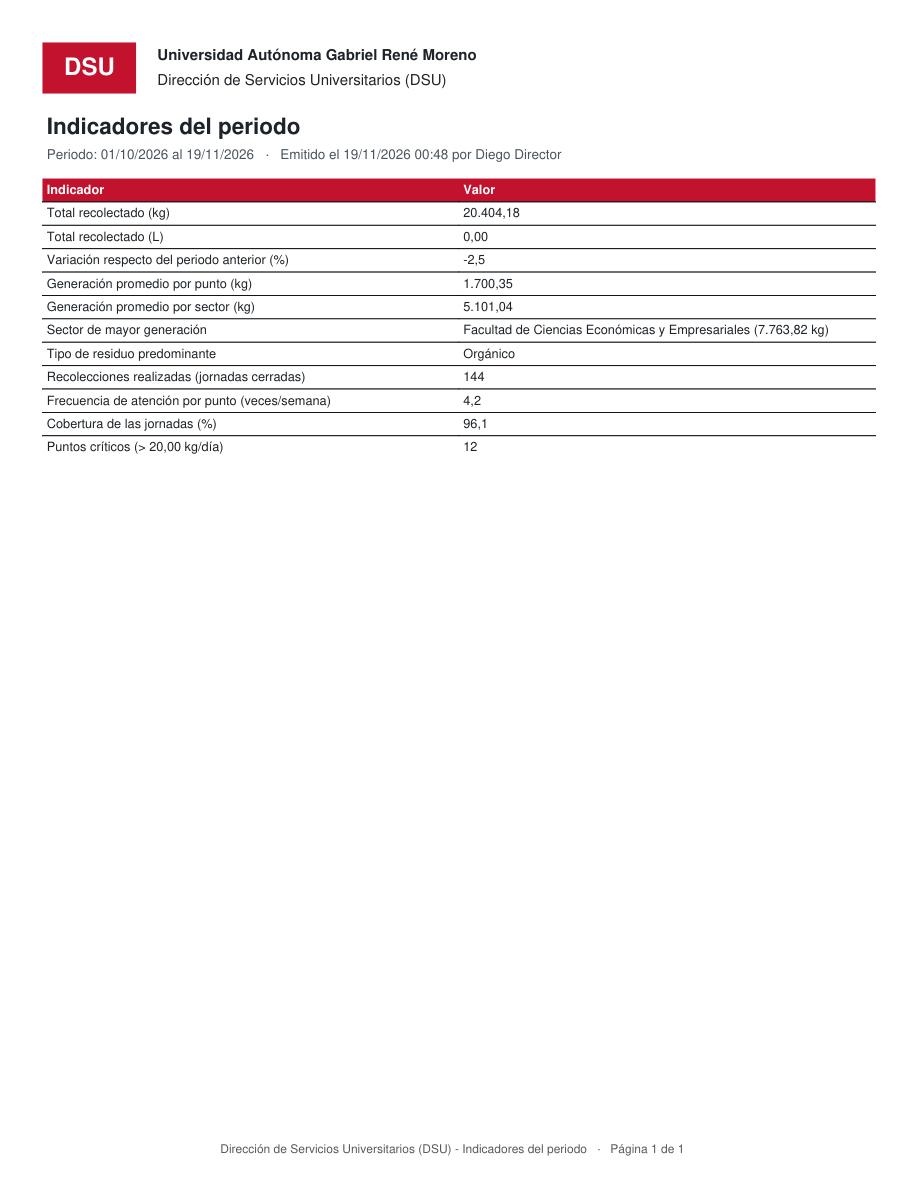 DSU
Universidad Autónoma Gabriel René Moreno
Dirección de Servicios Universitarios (DSU)
Indicadores del periodo
Periodo: 01/10/2026 al 19/11/2026 · Emitido el 19/11/2026 00:48 por Diego Director
Indicador Valor
Total recolectado (kg) 20.404,18
Total recolectado (L) 0,00
Variación respecto del periodo anterior (%) -2,5
Generación promedio por punto (kg) 1.700,35
Generación promedio por sector (kg) 5.101,04
Sector de mayor generación Facultad de Ciencias Económicas y Empresariales (7.763,82 kg)
Tipo de residuo predominante Orgánico
Recolecciones realizadas (jornadas cerradas) 144
Frecuencia de atención por punto (veces/semana) 4,2
Cobertura de las jornadas (%) 96,1
Puntos críticos (> 20,00 kg/día) 12
Dirección de Servicios Universitarios (DSU) - Indicadores del periodo · Página 1 de 1